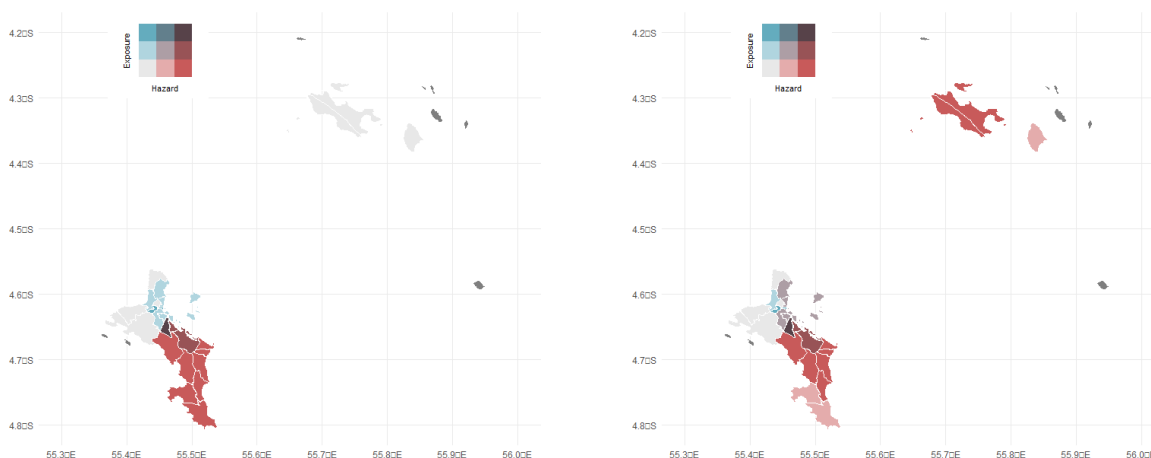 4.2□S
4.3□S
4.4□S
4.5□S
4.6□S
4.7□S
4.8□S
Exposure
Hazard
55.3□E 55.4□E 55.5□E 55.6□E 55.7□E 55.8□E 55.9□E 56.0□E
4.2□S
4.3□S
4.4□S
4.5□S
4.6□S
4.7□S
4.8□S
Exposure
Hazard
55.3□E 55.4□E 55.5□E 55.6□E 55.7□E 55.8□E 55.9□E 56.0□